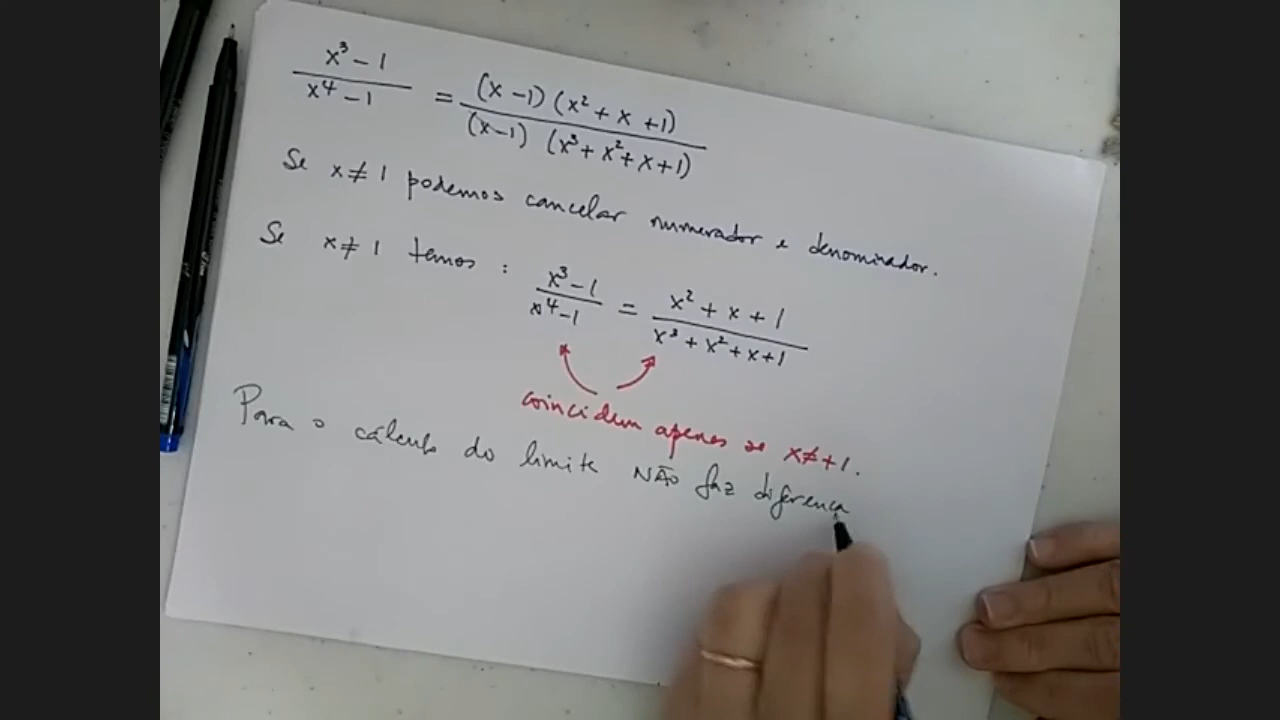 x³ - 1 / x⁴ - 1 = (x - 1) (x² + x + 1) / (x - 1) (x³ + x² + x + 1)
Se x ≠ 1 podemos cancelar numerador e denominador.
Se x ≠ 1 temos : x³ - 1 / x⁴ - 1 = x² + x + 1 / x³ + x² + x + 1
coincidem apenas se x ≠ +1.
Para o cálculo do limite NÃO faz diferença